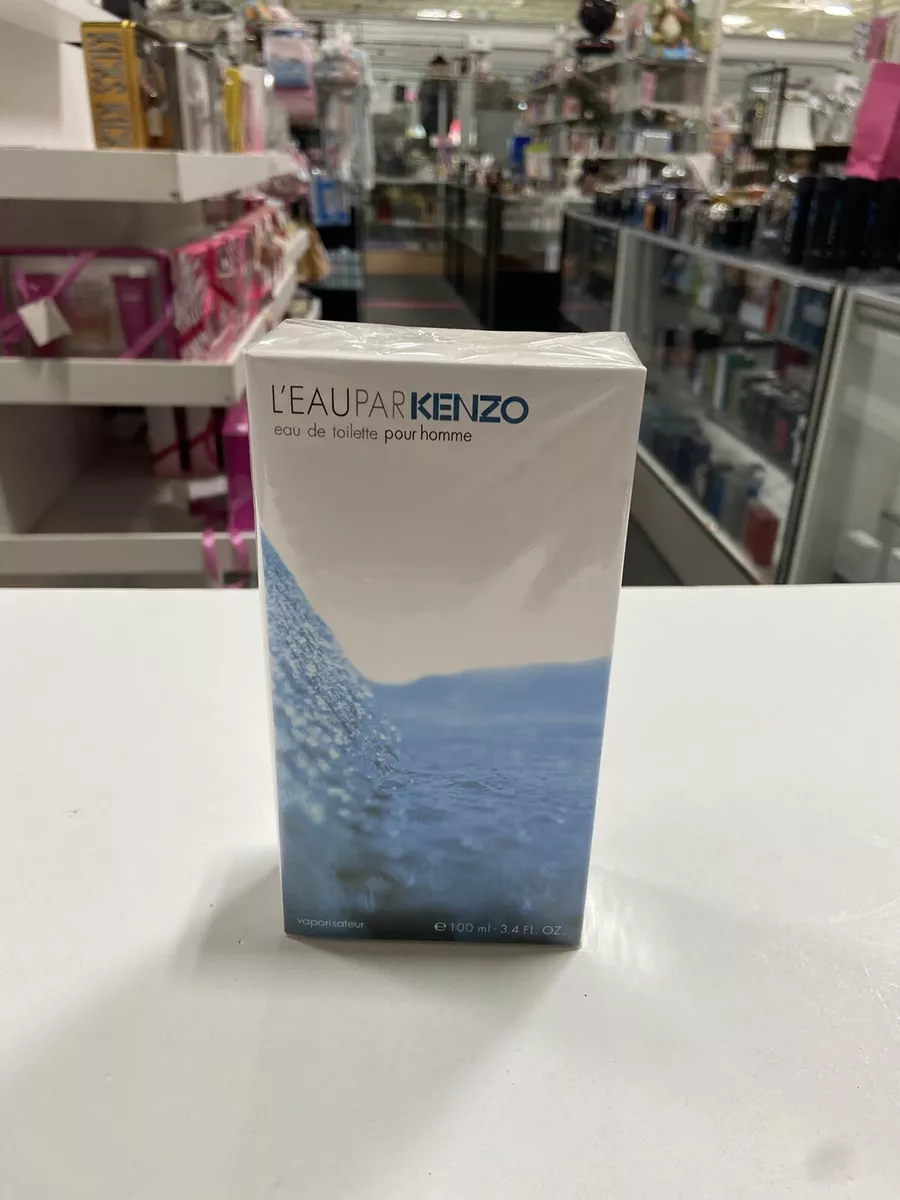 L'EAUPARKENZO
eau de toilette pour homme
vaporisateur
e 100 ml - 3.4 FL. OZ.